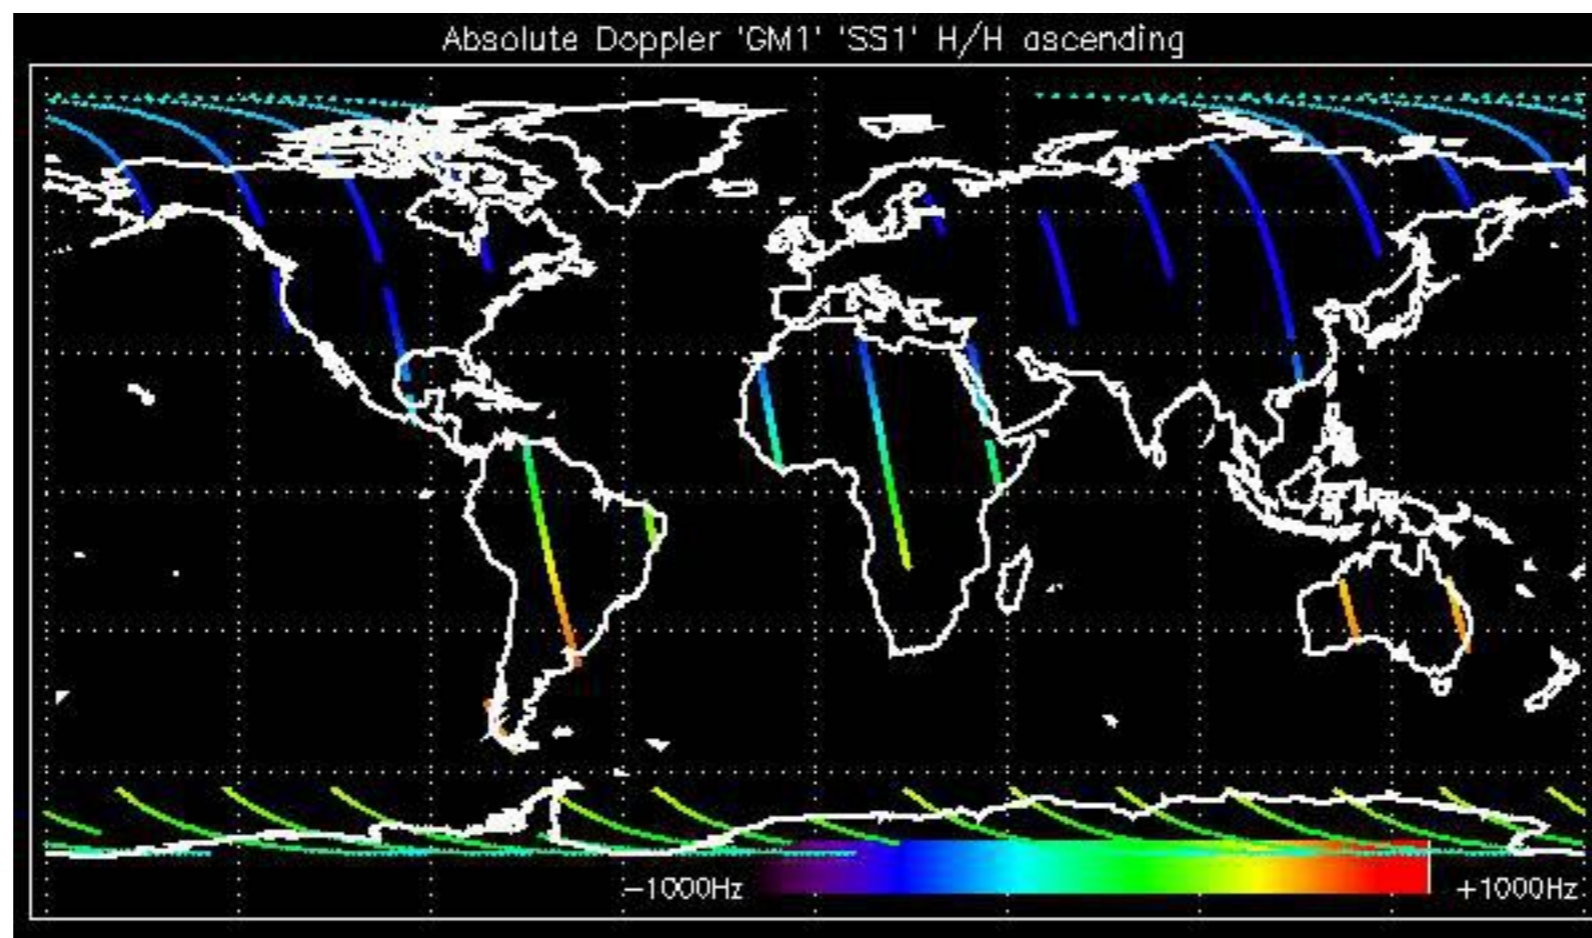 Absolute Doppler 'GM1' 'SS1' H/H ascending
−1000Hz
+1000Hz